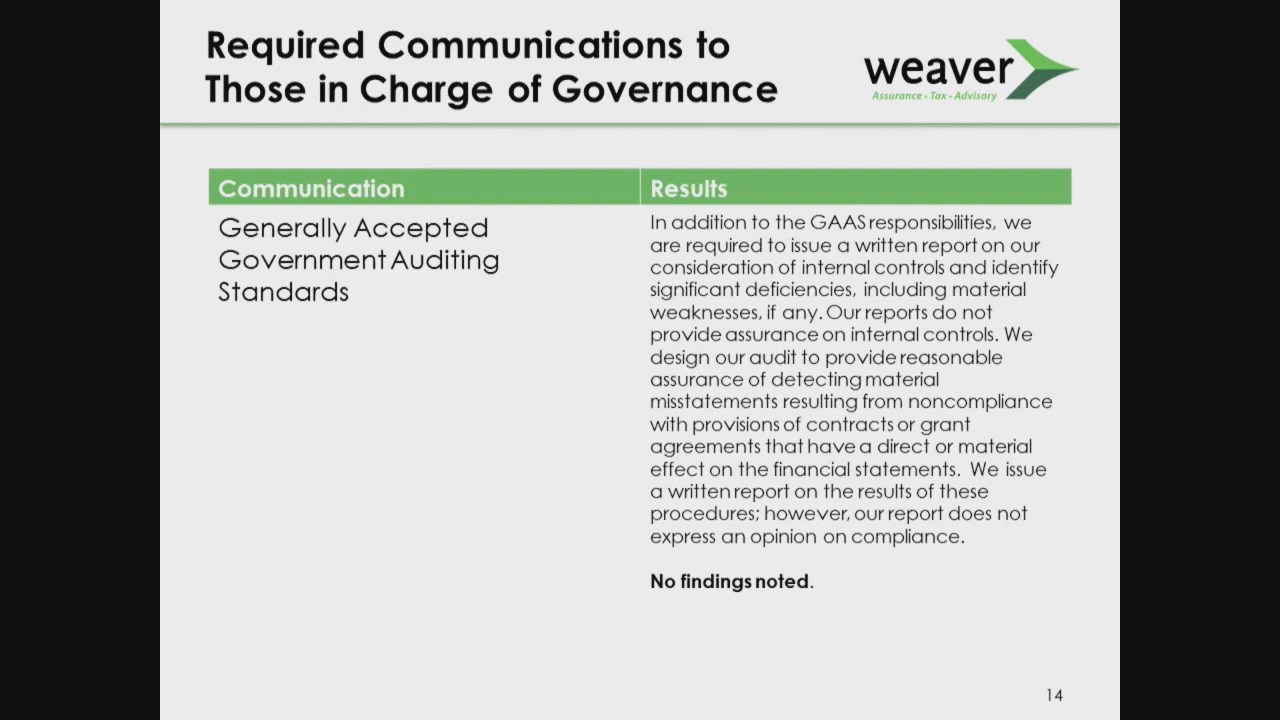 Required Communications to
Those in Charge of Governance
weaver
Assurance • Tax • Advisory
Communication
Results
Generally Accepted
Government Auditing
Standards
In addition to the GAAS responsibilities, we
are required to issue a written report on our
consideration of internal controls and identify
significant deficiencies, including material
weaknesses, if any. Our reports do not
provide assurance on internal controls. We
design our audit to provide reasonable
assurance of detecting material
misstatements resulting from noncompliance
with provisions of contracts or grant
agreements that have a direct or material
effect on the financial statements. We issue
a written report on the results of these
procedures; however, our report does not
express an opinion on compliance.
No findings noted.
14